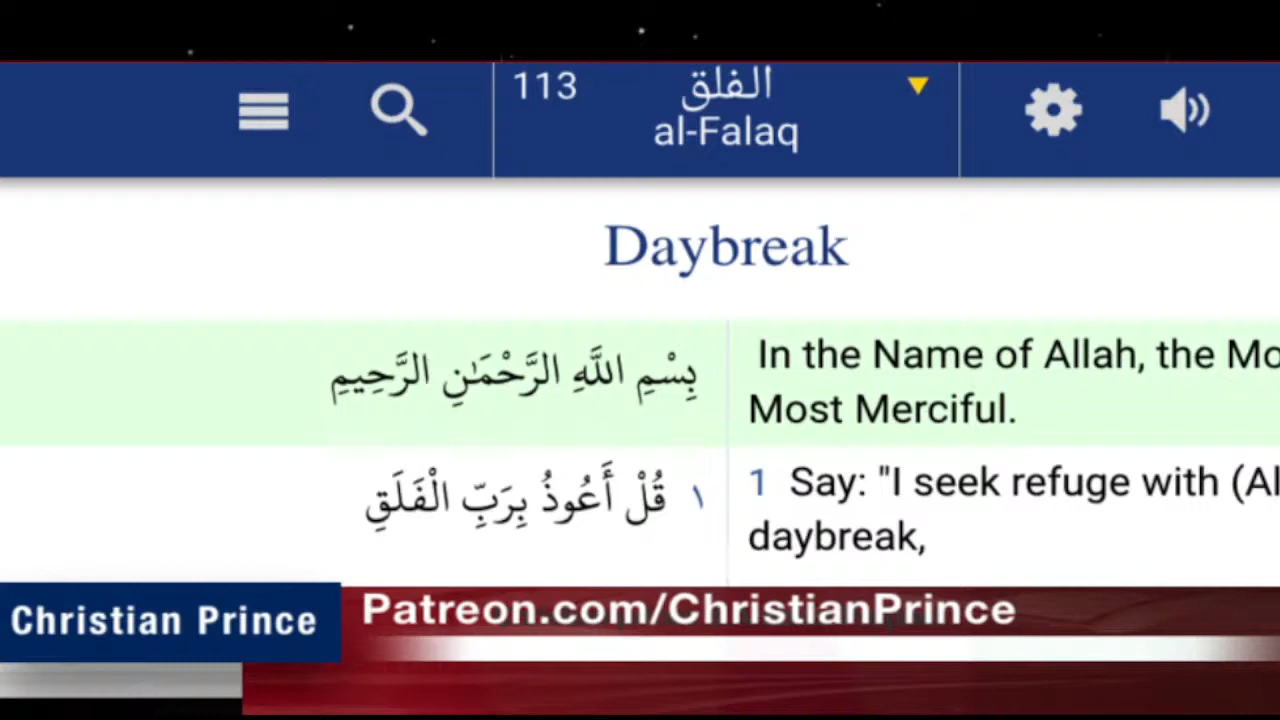 113
الفلق
al-Falaq
Daybreak
بِسْمِ اللَّهِ الرَّحْمَٰنِ الرَّحِيمِ
In the Name of Allah, the Mo
Most Merciful.
١ قُلْ أَعُوذُ بِرَبِّ الْفَلَقِ
1 Say: "I seek refuge with (Al
daybreak,
Christian Prince
Patreon.com/ChristianPrince